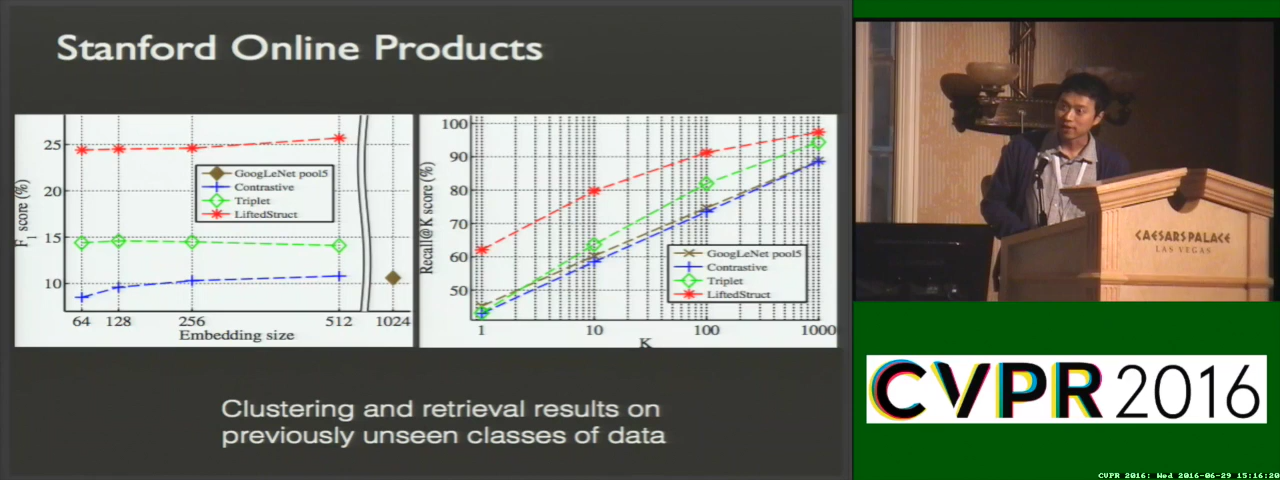 Stanford Online Products
25
20
15
10
F1 score (%)
GoogLeNet pool5
Contrastive
Triplet
LiftedStruct
64 128 256 512 1024
Embedding size
100
90
80
70
60
50
Recall@K score (%)
GoogLeNet pool5
Contrastive
Triplet
LiftedStruct
1 10 100 1000
K
Clustering and retrieval results on
previously unseen classes of data
CAESARS PALACE
LAS VEGAS
CVPR 2016
CVPR 2016: Wed 2016-06-29 15:16:20